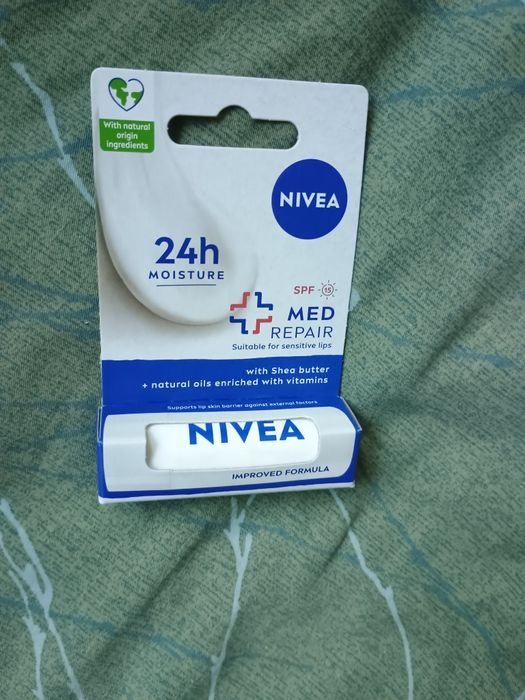 With natural
origin
ingredients
NIVEA
24h
MOISTURE
SPF 15
MED
REPAIR
Suitable for sensitive lips
with Shea butter
+ natural oils enriched with vitamins
Supports lip skin barrier against external factors
NIVEA
IMPROVED FORMULA